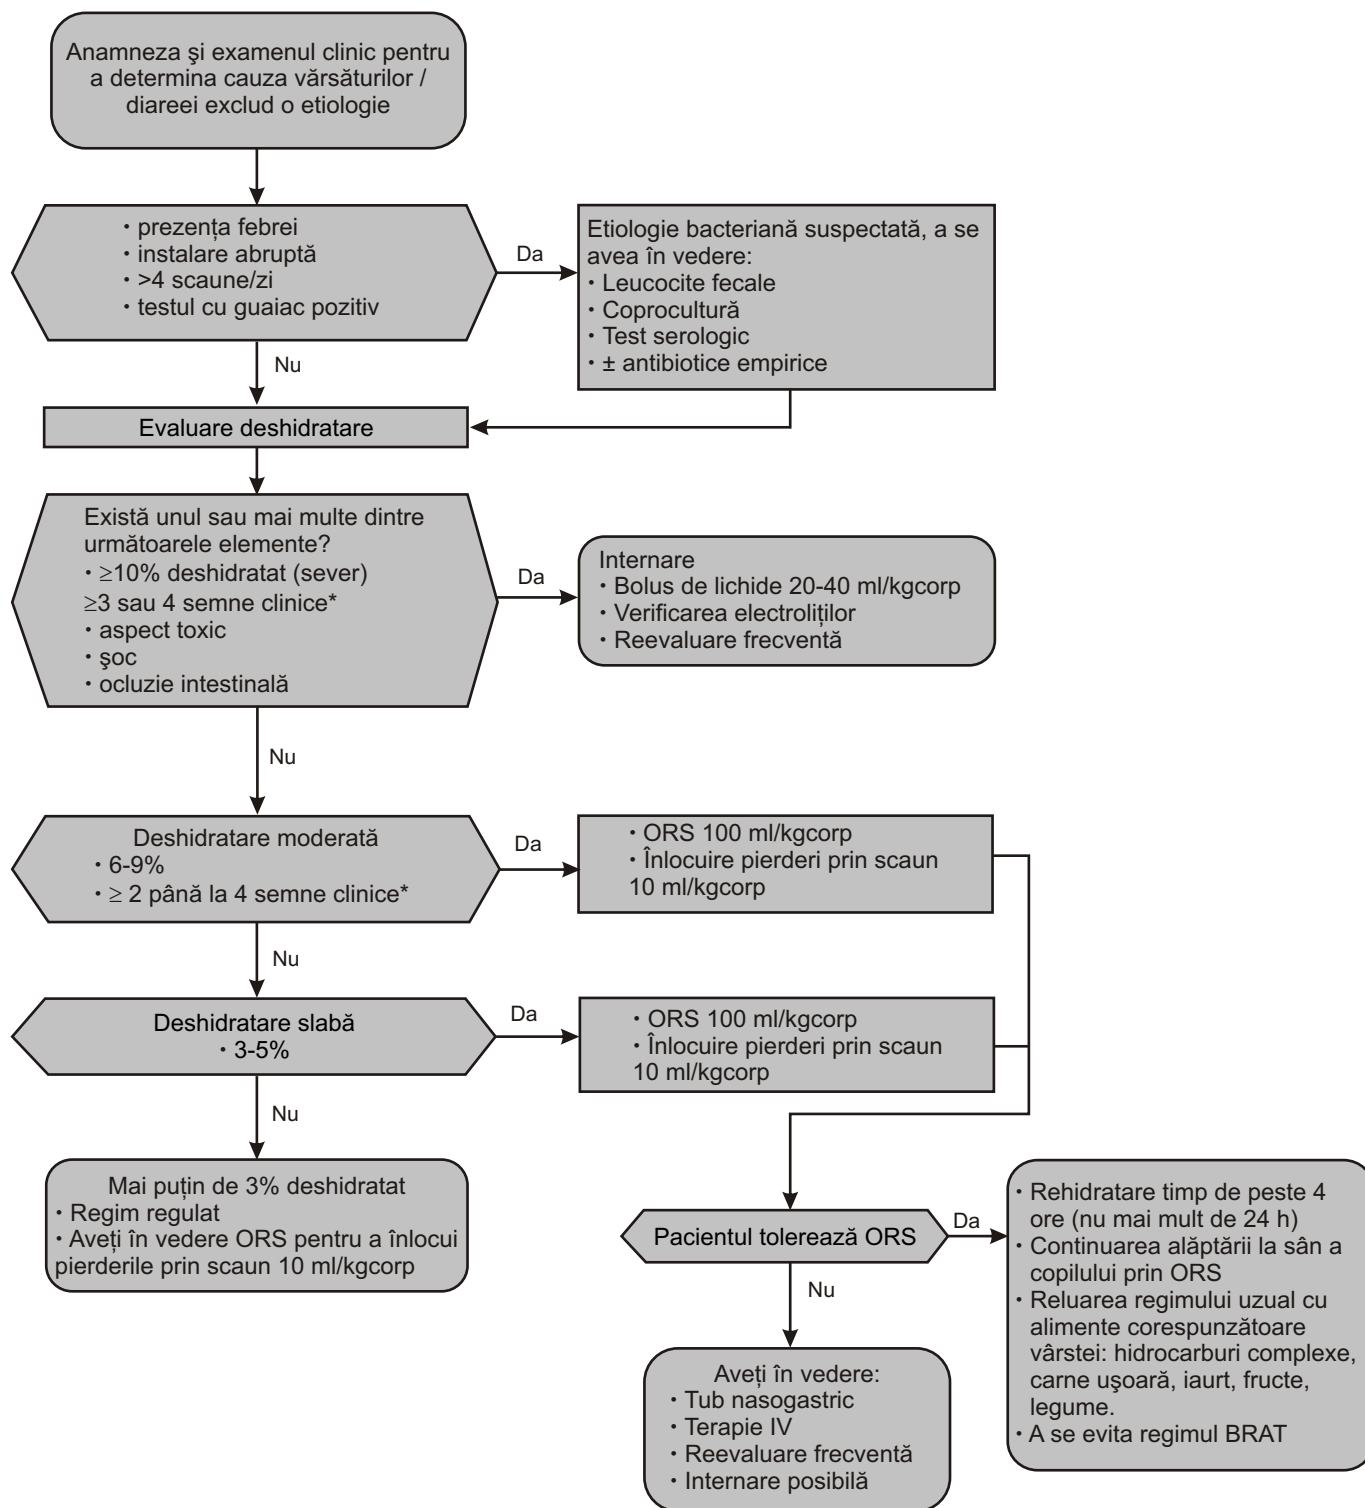 Anamneza şi examenul clinic pentru
a determina cauza vărsăturilor /
diareei exclud o etiologie
• prezența febrei
• instalare abruptă
• >4 scaune/zi
• testul cu guaiac pozitiv
Da
Etiologie bacteriană suspectată, a se
avea în vedere:
• Leucocite fecale
• Coprocultură
• Test serologic
• ± antibiotice empirice
Nu
Evaluare deshidratare
Există unul sau mai multe dintre
următoarele elemente?
• ≥10% deshidratat (sever)
≥3 sau 4 semne clinice*
• aspect toxic
• şoc
• ocluzie intestinală
Da
Internare
• Bolus de lichide 20-40 ml/kgcorp
• Verificarea electroliților
• Reevaluare frecventă
Nu
Deshidratare moderată
• 6-9%
• ≥ 2 până la 4 semne clinice*
Da
• ORS 100 ml/kgcorp
• Înlocuire pierderi prin scaun
10 ml/kgcorp
Nu
Deshidratare slabă
• 3-5%
Da
• ORS 100 ml/kgcorp
• Înlocuire pierderi prin scaun
10 ml/kgcorp
Nu
Mai puțin de 3% deshidratat
• Regim regulat
• Aveți în vedere ORS pentru a înlocui
pierderile prin scaun 10 ml/kgcorp
Pacientul tolerează ORS
Da
• Rehidratare timp de peste 4
ore (nu mai mult de 24 h)
• Continuarea alăptării la sân a
copilului prin ORS
• Reluarea regimului uzual cu
alimente corespunzătoare
vârstei: hidrocarburi complexe,
carne uşoară, iaurt, fructe,
legume.
• A se evita regimul BRAT
Nu
Aveți în vedere:
• Tub nasogastric
• Terapie IV
• Reevaluare frecventă
• Internare posibilă